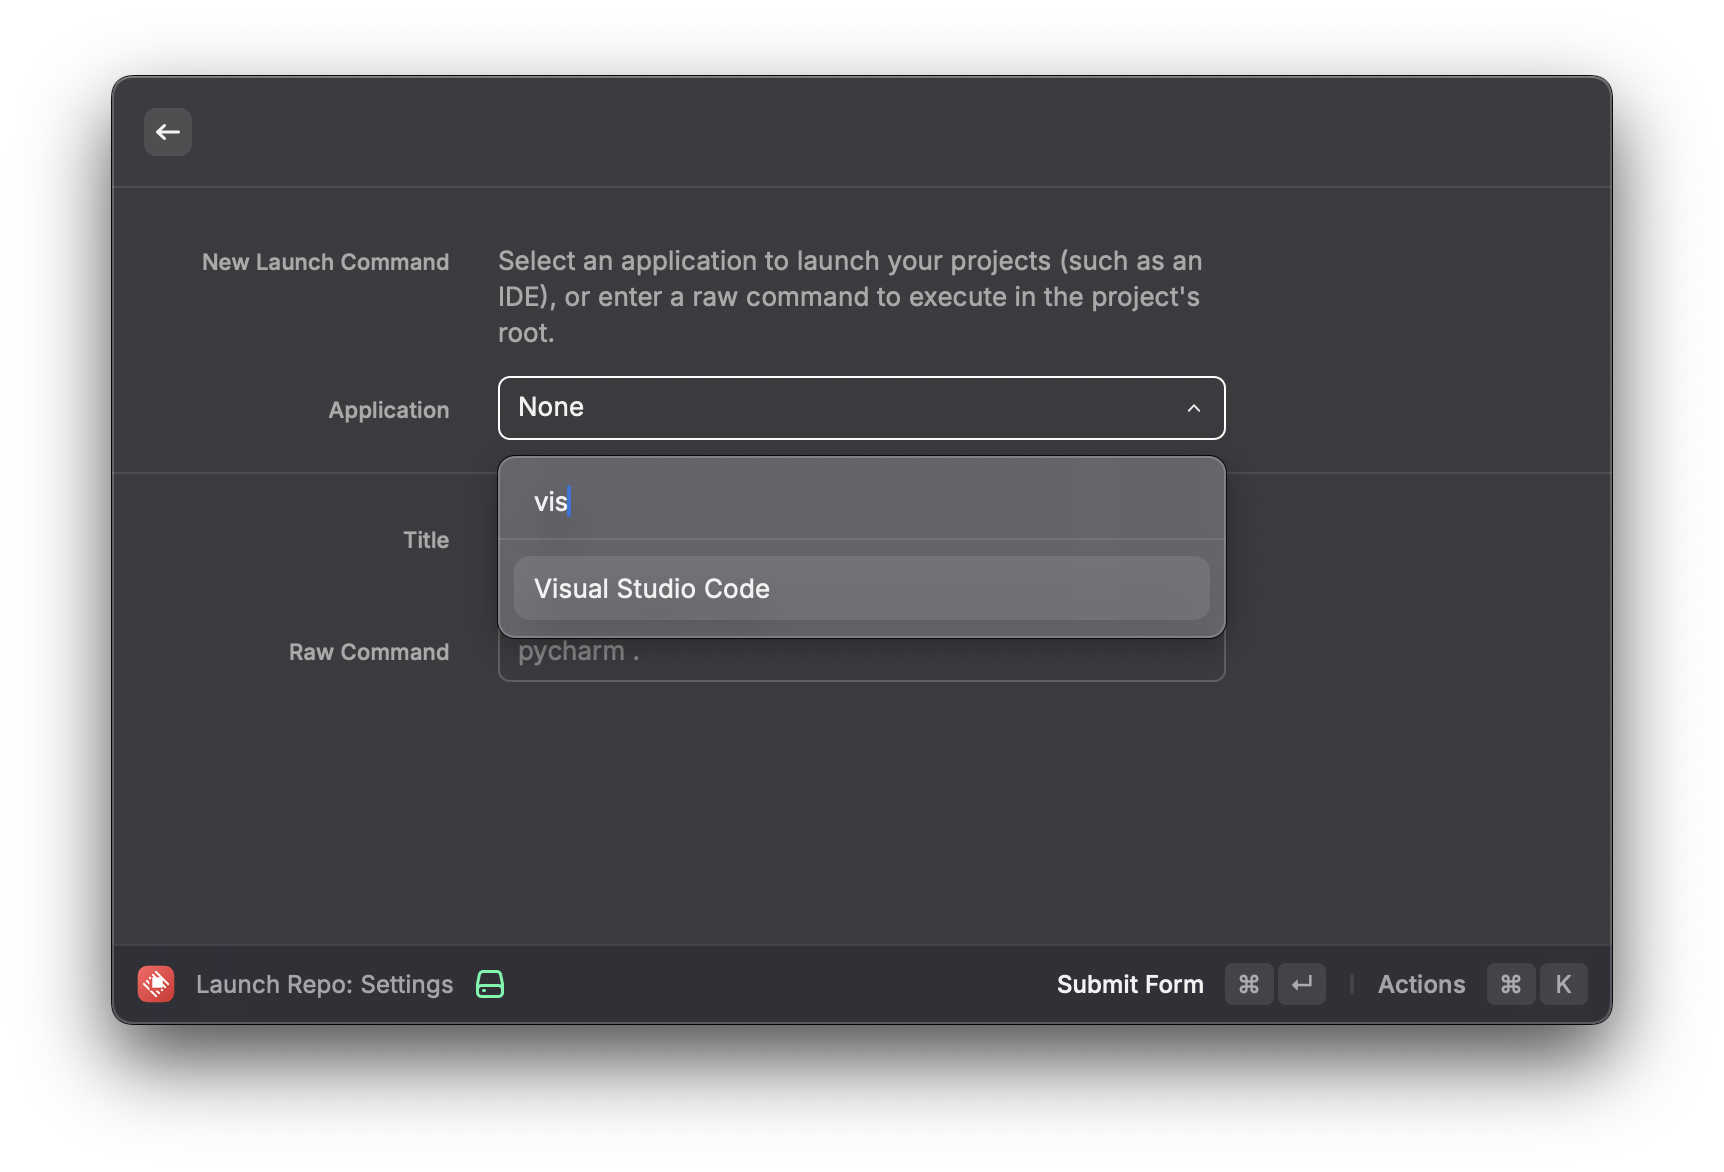 New Launch Command
Select an application to launch your projects (such as an
IDE), or enter a raw command to execute in the project's
root.
Application
None
vis
Visual Studio Code
Title
Raw Command
pycharm .
Launch Repo: Settings
Submit Form ⌘ ↵
Actions ⌘ K